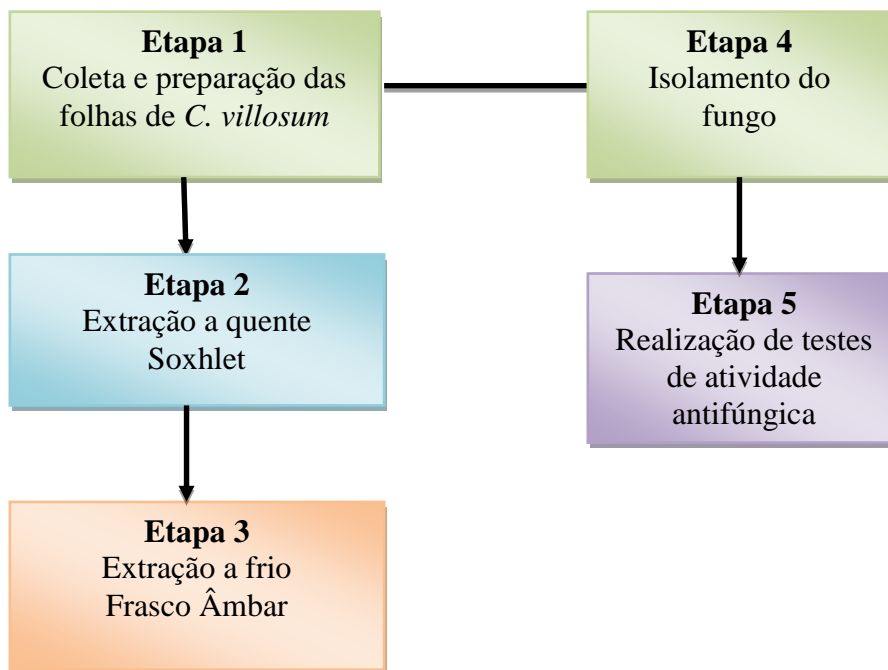 Etapa 1
Coleta e preparação das
folhas de C. villosum
Etapa 2
Extração a quente
Soxhlet
Etapa 3
Extração a frio
Frasco Âmbar
Etapa 4
Isolamento do
fungo
Etapa 5
Realização de testes
de atividade
antifúngica